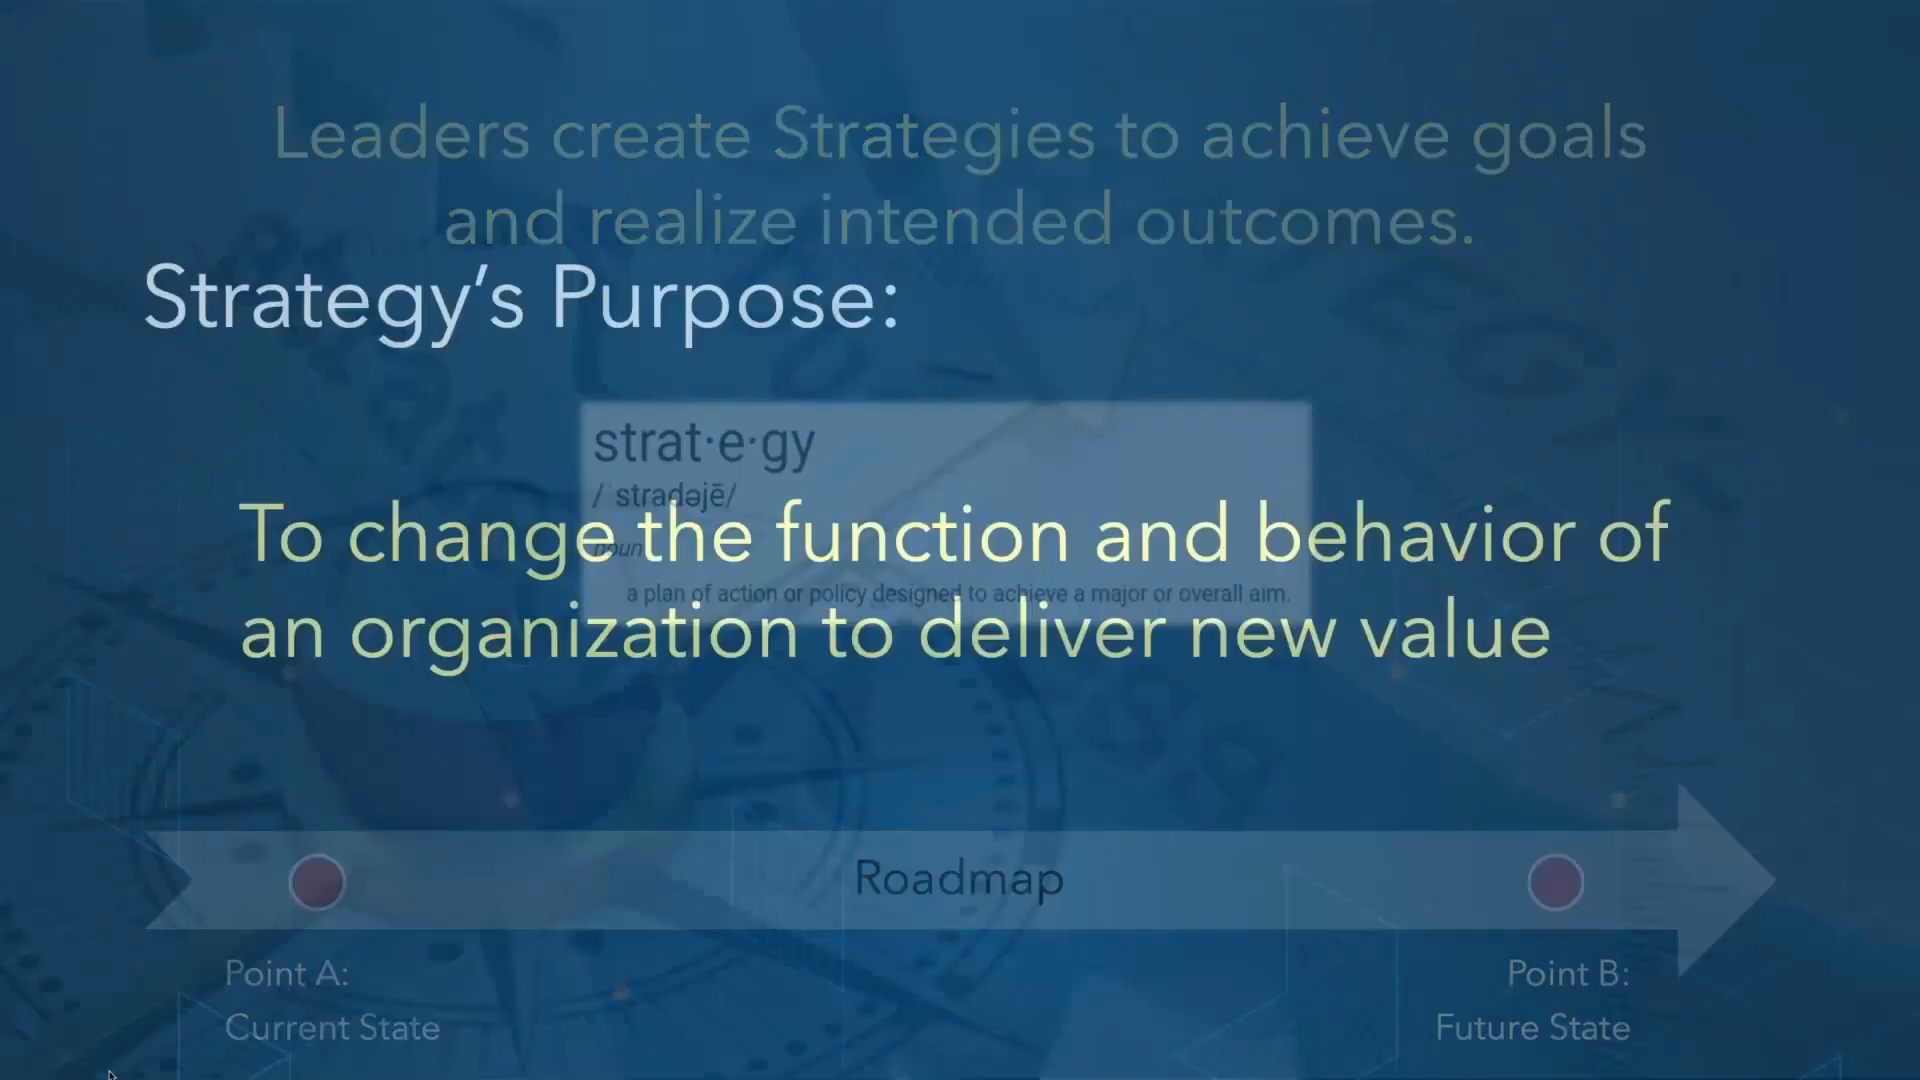 Leaders create Strategies to achieve goals
and realize intended outcomes.
Strategy’s Purpose:
strat·e·gy
/ˈstradəjē/
noun
a plan of action or policy designed to achieve a major or overall aim.
To change the function and behavior of
an organization to deliver new value
Roadmap
Point A:
Current State
Point B:
Future State